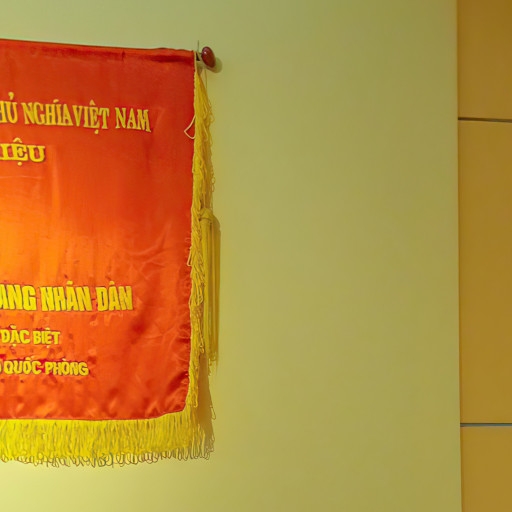 HỦ NGHĨA VIỆT NAM
IỆU
ANG NHÂN DÂN
ĐẶC BIỆT
QUỐC PHÒNG